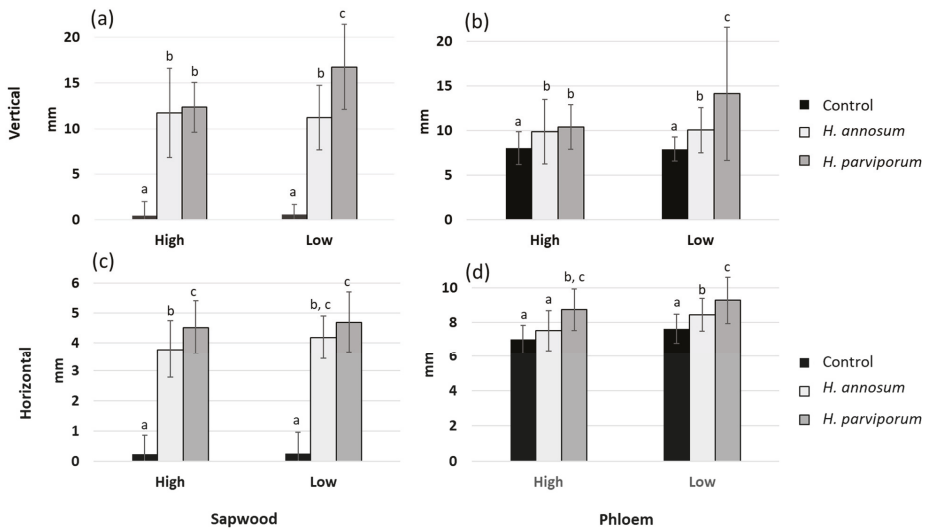 (a)
20
15
10
5
0
mm
Vertical
a
b
b
a
b
c
High
Low
(b)
20
15
10
5
0
mm
a
b
b
a
b
c
High
Low
Control
H. annosum
H. parviporum
(c)
6
5
4
3
2
1
0
mm
Horizontal
a
b
c
a
b, c
c
High
Low
Sapwood
(d)
10
8
6
4
2
0
mm
a
a
b, c
a
b
c
High
Low
Phloem
Control
H. annosum
H. parviporum